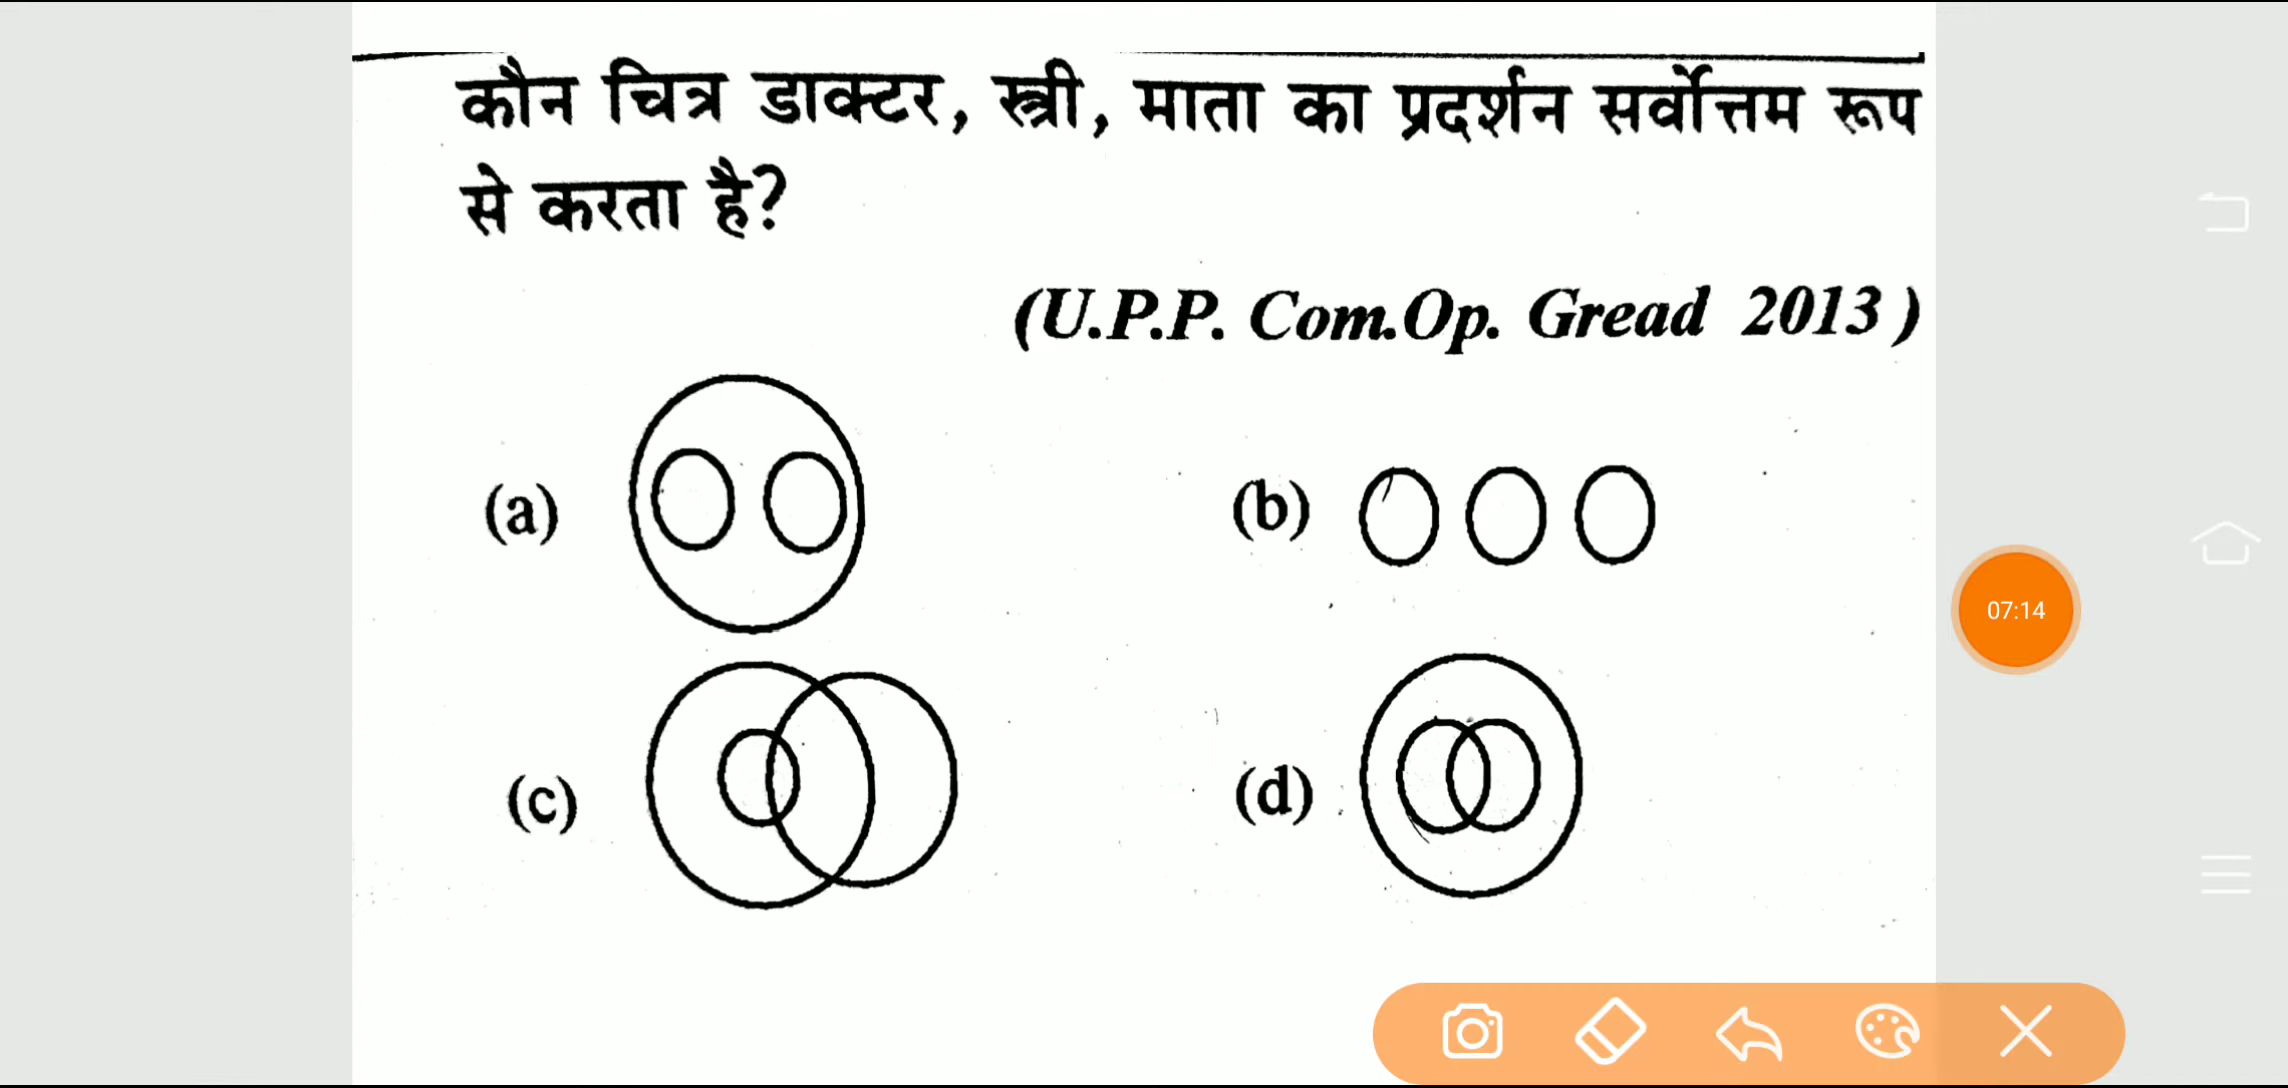 कौन चित्र डाक्टर, स्त्री, माता का प्रदर्शन सर्वोत्तम रूप
से करता है?
(U.P.P. Com.Op. Gread 2013)
(a)
(b)
(c)
(d)
07:14